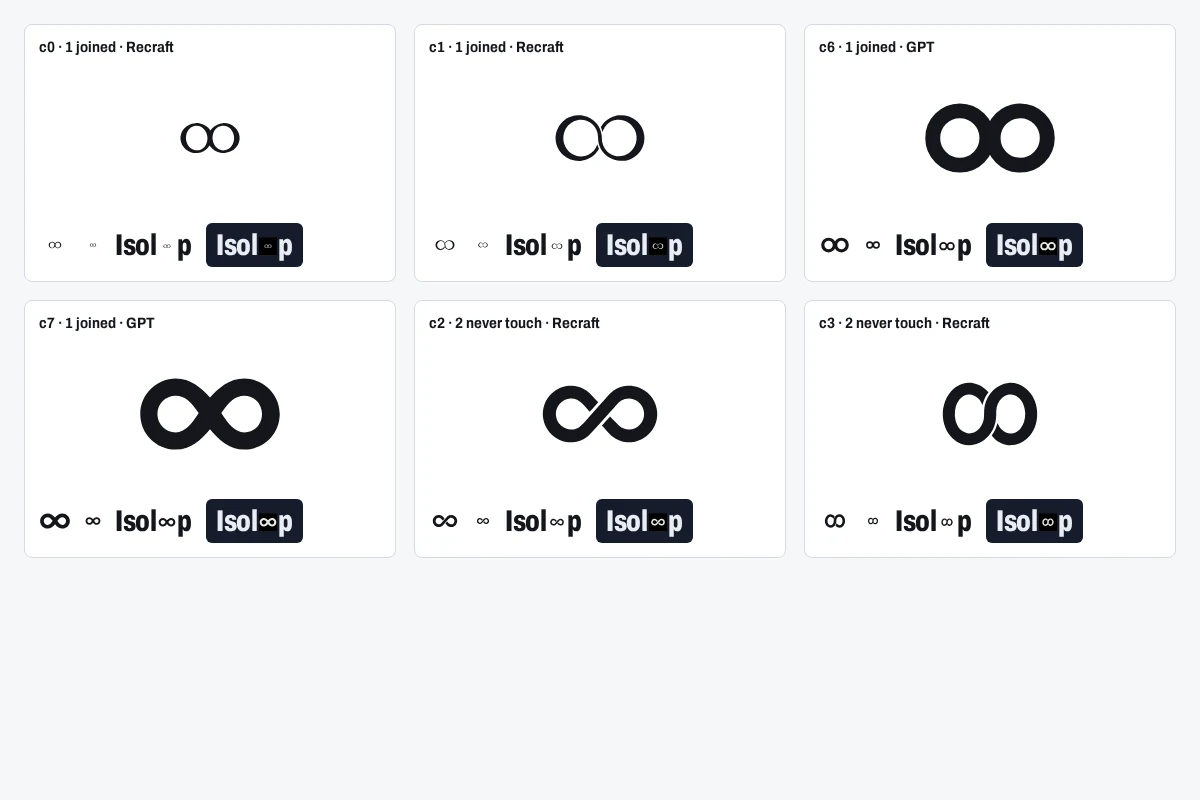 c0 · 1 joined · Recraft
Isol∞p Isol∞p
c1 · 1 joined · Recraft
Isol∞p Isol∞p
c6 · 1 joined · GPT
Isol∞p Isol∞p
c7 · 1 joined · GPT
Isol∞p Isol∞p
c2 · 2 never touch · Recraft
Isol∞p Isol∞p
c3 · 2 never touch · Recraft
Isol∞p Isol∞p